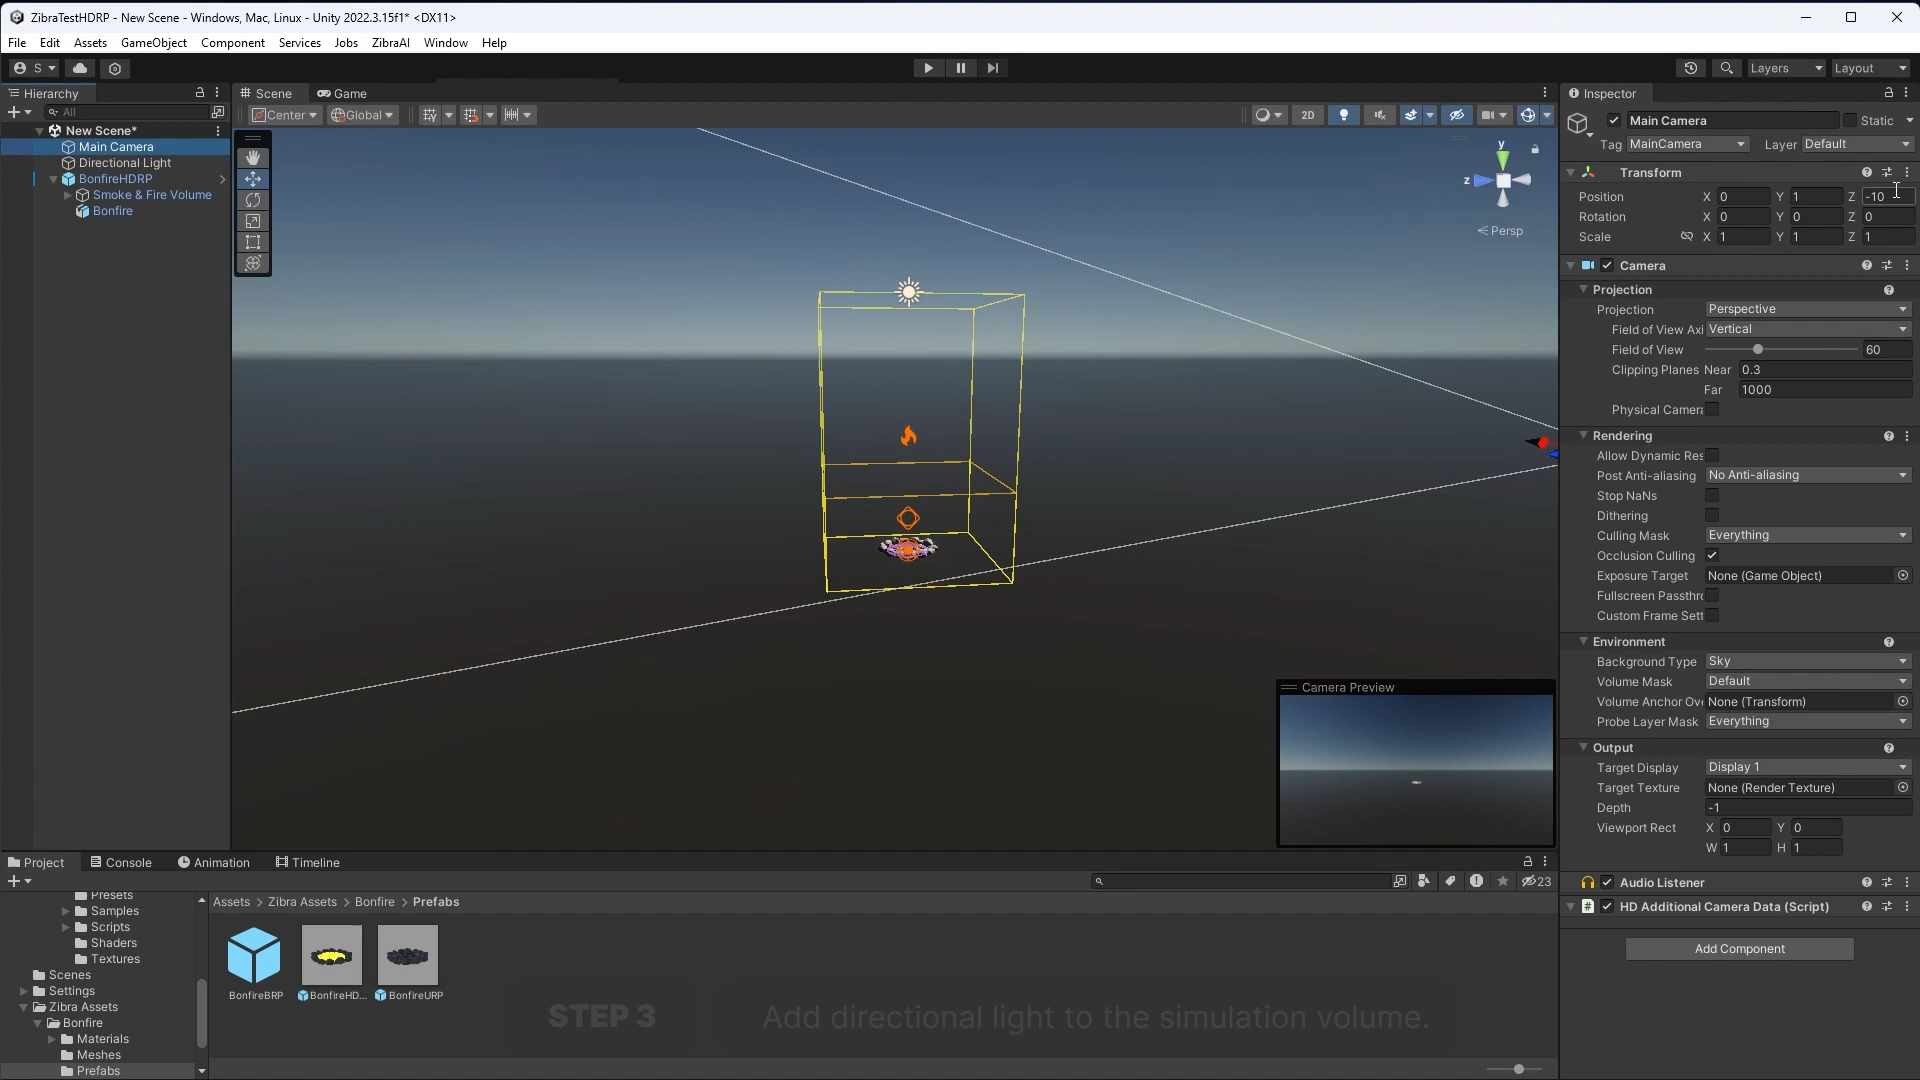 ZibraTestHDRP - New Scene - Windows, Mac, Linux - Unity 2022.3.15f1* <DX11>
File Edit Assets GameObject Component Services Jobs ZibraAI Window Help
S Layers Layout
Hierarchy Scene Game Inspector
All Center Global 2D
New Scene*
Main Camera
Directional Light
BonfireHDRP
Smoke & Fire Volume
Bonfire
y
z
Persp
Main Camera Static
Tag MainCamera Layer Default
Transform
Position X 0 Y 1 Z -10
Rotation X 0 Y 0 Z 0
Scale X 1 Y 1 Z 1
Camera
Projection
Projection Perspective
Field of View Axi Vertical
Field of View 60
Clipping Planes Near 0.3
Far 1000
Physical Camera
Rendering
Allow Dynamic Res
Post Anti-aliasing No Anti-aliasing
Stop NaNs
Dithering
Culling Mask Everything
Occlusion Culling
Exposure Target None (Game Object)
Fullscreen Passthro
Custom Frame Sett
Environment
Background Type Sky
Volume Mask Default
Volume Anchor Ove None (Transform)
Probe Layer Mask Everything
Output
Target Display Display 1
Target Texture None (Render Texture)
Depth -1
Viewport Rect X 0 Y 0
W 1 H 1
Audio Listener
HD Additional Camera Data (Script)
Add Component
Camera Preview
Project Console Animation Timeline
23
Presets
Samples
Scripts
Shaders
Textures
Scenes
Settings
Zibra Assets
Bonfire
Materials
Meshes
Prefabs
Assets > Zibra Assets > Bonfire > Prefabs
BonfireBRP BonfireHD... BonfireURP
STEP 3 Add directional light to the simulation volume.